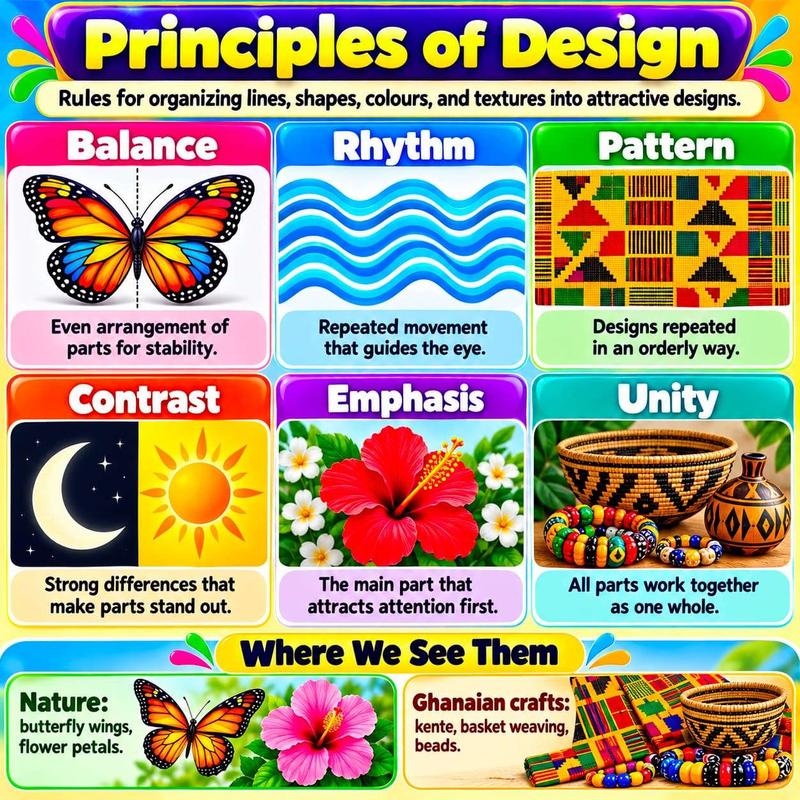 Principles of Design
Rules for organizing lines, shapes, colours, and textures into attractive designs.
Balance
Even arrangement of
parts for stability.
Rhythm
Repeated movement
that guides the eye.
Pattern
Designs repeated
in an orderly way.
Contrast
Strong differences that
make parts stand out.
Emphasis
The main part that
attracts attention first.
Unity
All parts work together
as one whole.
Where We See Them
Nature:
butterfly wings,
flower petals.
Ghanaian crafts:
kente, basket weaving,
beads.